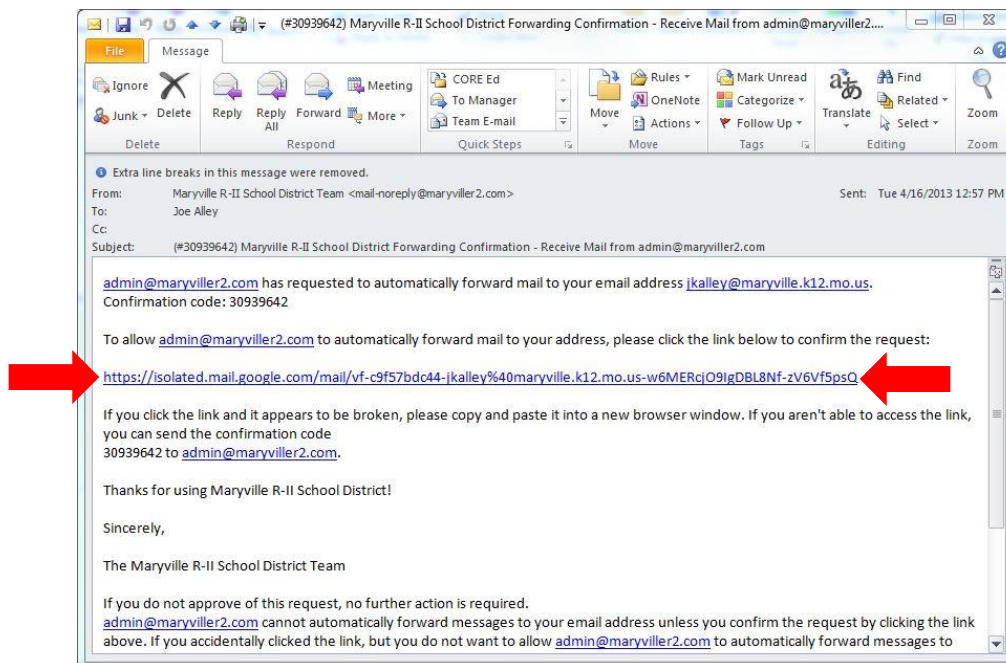 (#30939642) Maryville R-II School District Forwarding Confirmation - Receive Mail from admin@maryviller2....
File Message
Ignore
Junk
Delete
Reply
Reply All
Forward
Meeting
More
CORE Ed
To Manager
Team E-mail
Move
Rules
OneNote
Actions
Mark Unread
Categorize
Follow Up
Translate
Find
Related
Select
Zoom
Delete Respond Quick Steps Move Tags Editing Zoom
Extra line breaks in this message were removed.
From: Maryville R-II School District Team <mail-noreply@maryviller2.com> Sent: Tue 4/16/2013 12:57 PM
To: Joe Alley
Cc:
Subject: (#30939642) Maryville R-II School District Forwarding Confirmation - Receive Mail from admin@maryviller2.com
admin@maryviller2.com has requested to automatically forward mail to your email address jkalley@maryville.k12.mo.us.
Confirmation code: 30939642
To allow admin@maryviller2.com to automatically forward mail to your address, please click the link below to confirm the request:
https://isolated.mail.google.com/mail/vf-c9f57bdc44-jkalley%40maryville.k12.mo.us-w6MERcjO9IgDBL8Nf-zV6Vf5psQ
If you click the link and it appears to be broken, please copy and paste it into a new browser window. If you aren't able to access the link,
you can send the confirmation code
30939642 to admin@maryviller2.com.
Thanks for using Maryville R-II School District!
Sincerely,
The Maryville R-II School District Team
If you do not approve of this request, no further action is required.
admin@maryviller2.com cannot automatically forward messages to your email address unless you confirm the request by clicking the link
above. If you accidentally clicked the link, but you do not want to allow admin@maryviller2.com to automatically forward messages to